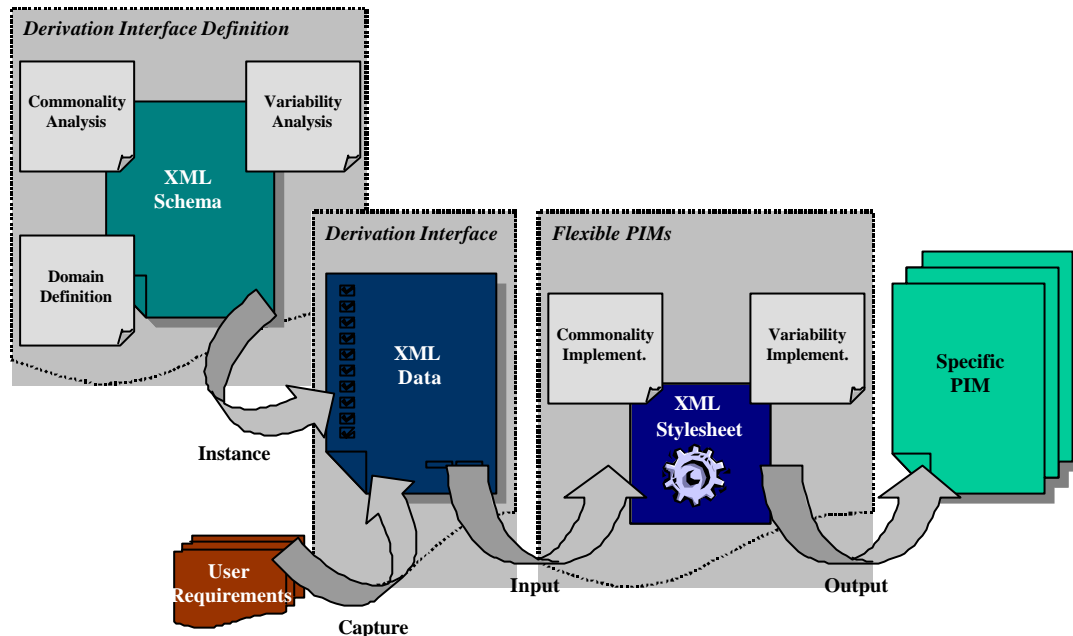 Derivation Interface Definition
Commonality
Analysis
Variability
Analysis
XML
Schema
Domain
Definition
Instance
Derivation Interface
XML
Data
User
Requirements
Capture
Input
Flexible PIMs
Commonality
Implement.
Variability
Implement.
XML
Stylesheet
Output
Specific
PIM